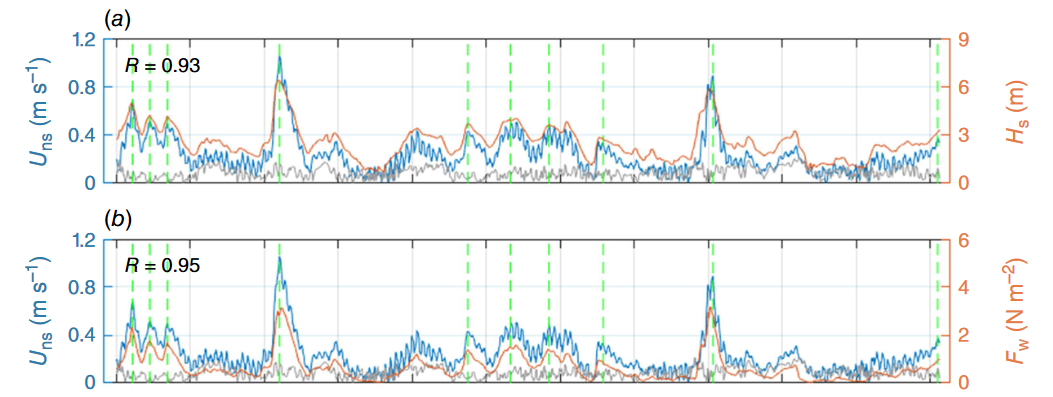 (a)
1.2 9
R = 0.93
0.8 6
0.4 3
0 0
U_ns (m s⁻¹)
H_s (m)
(b)
1.2 6
R = 0.95
0.8 4
0.4 2
0 0
U_ns (m s⁻¹)
F_w (N m⁻²)